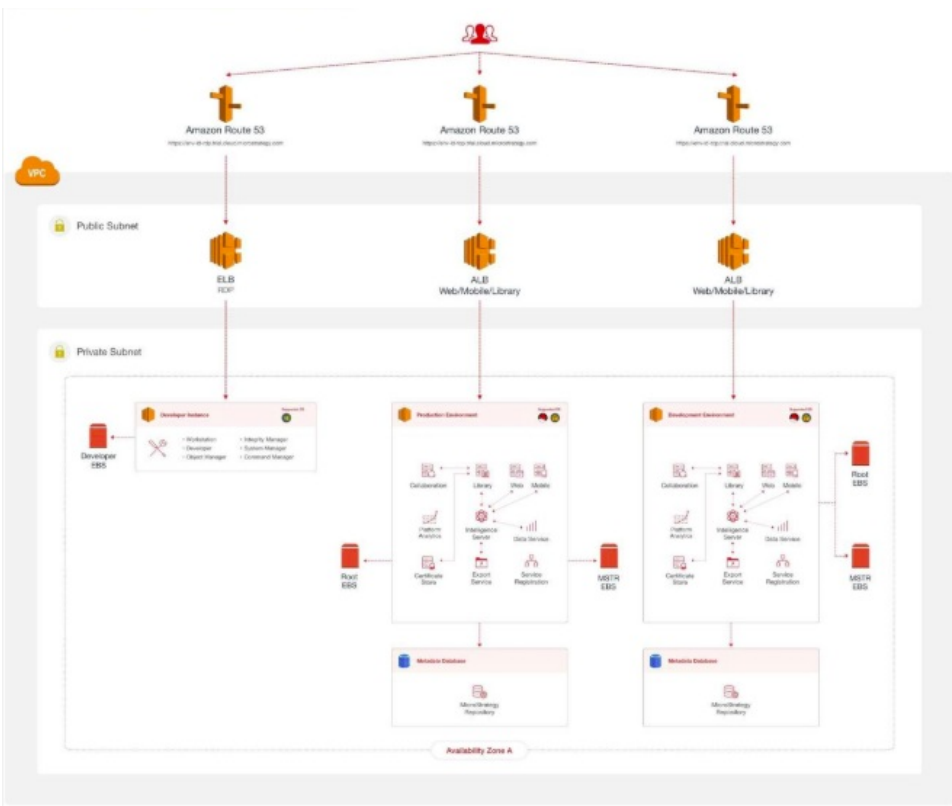 Amazon Route 53
Amazon Route 53
Amazon Route 53
VPC
Public Subnet
ELB
RDP
ALB
Web/Mobile/Library
ALB
Web/Mobile/Library
Private Subnet
Developer Instance
• Workstation
• Developer
• Object Manager
• Integrity Manager
• System Manager
• Command Manager
Developer
EBS
Production Environment
Collaboration
Library
Web
Mobile
Platform
Analytics
Intelligence
Server
Data Service
Certificate
Store
Export
Service
Service
Registration
Root
EBS
MSTR
EBS
Metadata Database
MicroStrategy
Repository
Development Environment
Collaboration
Library
Web
Mobile
Platform
Analytics
Intelligence
Server
Data Service
Certificate
Store
Export
Service
Service
Registration
Root
EBS
MSTR
EBS
Metadata Database
MicroStrategy
Repository
Availability Zone A